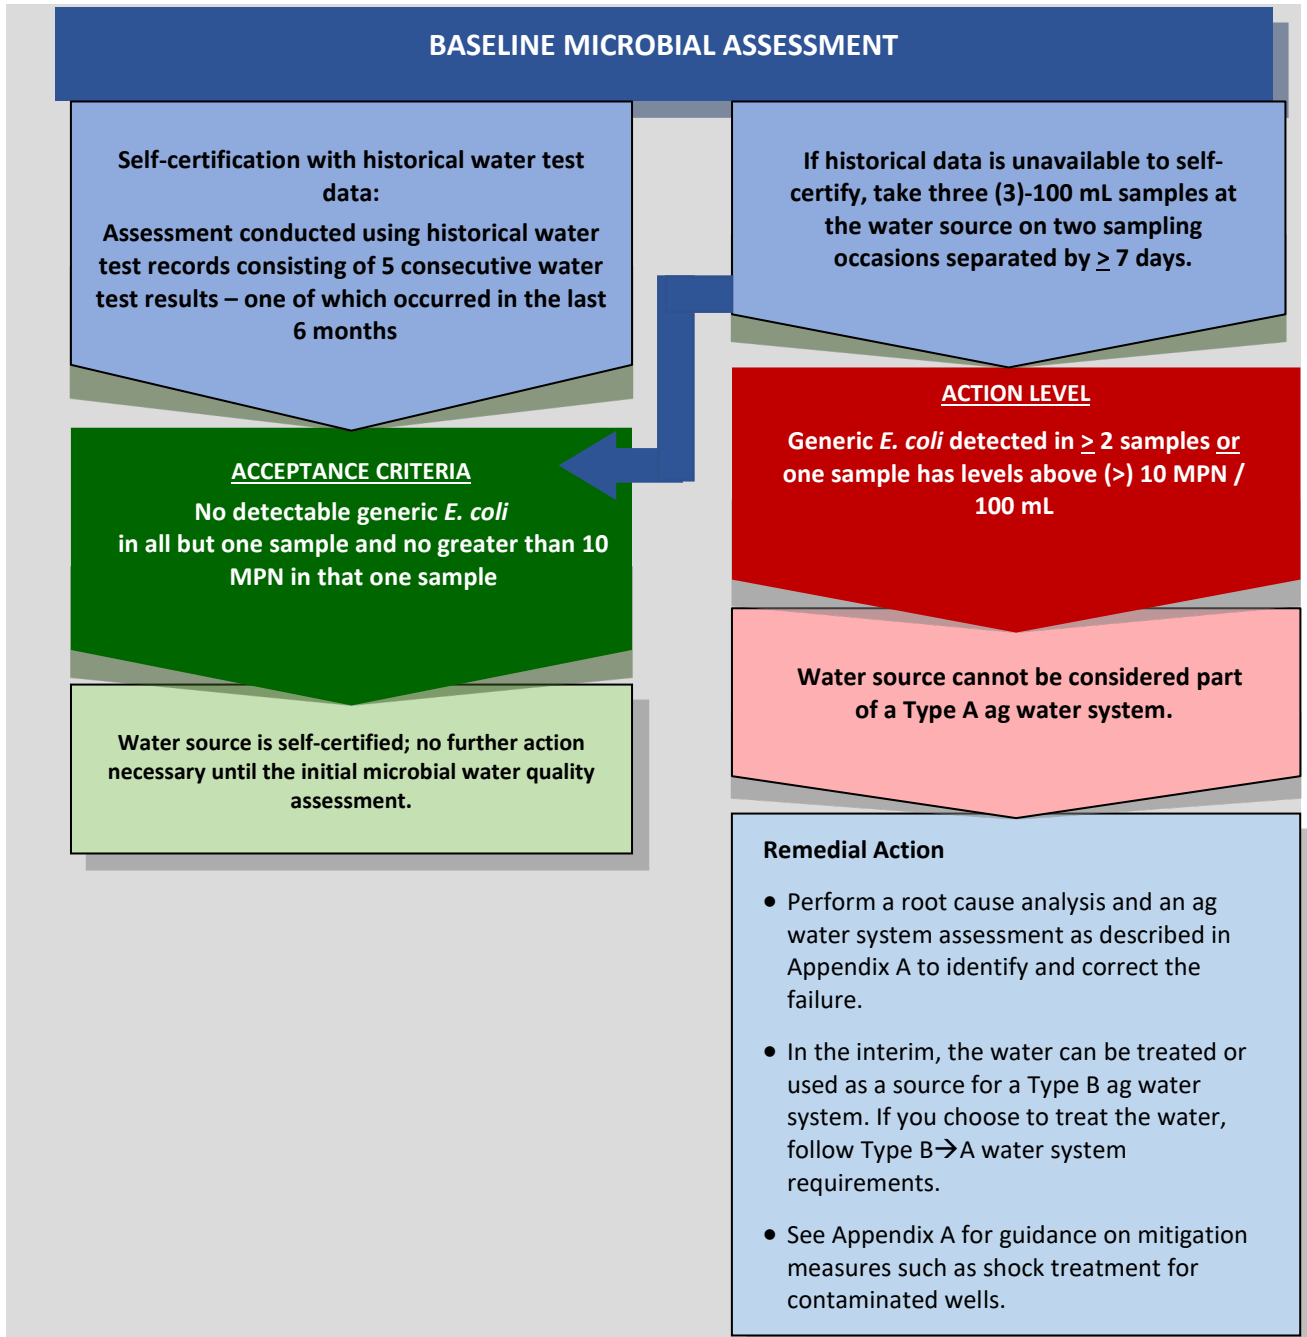 BASELINE MICROBIAL ASSESSMENT
Self-certification with historical water test
data:
Assessment conducted using historical water
test records consisting of 5 consecutive water
test results – one of which occurred in the last
6 months
ACCEPTANCE CRITERIA
No detectable generic E. coli
in all but one sample and no greater than 10
MPN in that one sample
Water source is self-certified; no further action
necessary until the initial microbial water quality
assessment.
If historical data is unavailable to self-
certify, take three (3)-100 mL samples at
the water source on two sampling
occasions separated by ≥ 7 days.
ACTION LEVEL
Generic E. coli detected in ≥ 2 samples or
one sample has levels above (>) 10 MPN /
100 mL
Water source cannot be considered part
of a Type A ag water system.
Remedial Action
• Perform a root cause analysis and an ag
water system assessment as described in
Appendix A to identify and correct the
failure.
• In the interim, the water can be treated or
used as a source for a Type B ag water
system. If you choose to treat the water,
follow Type B→A water system
requirements.
• See Appendix A for guidance on mitigation
measures such as shock treatment for
contaminated wells.